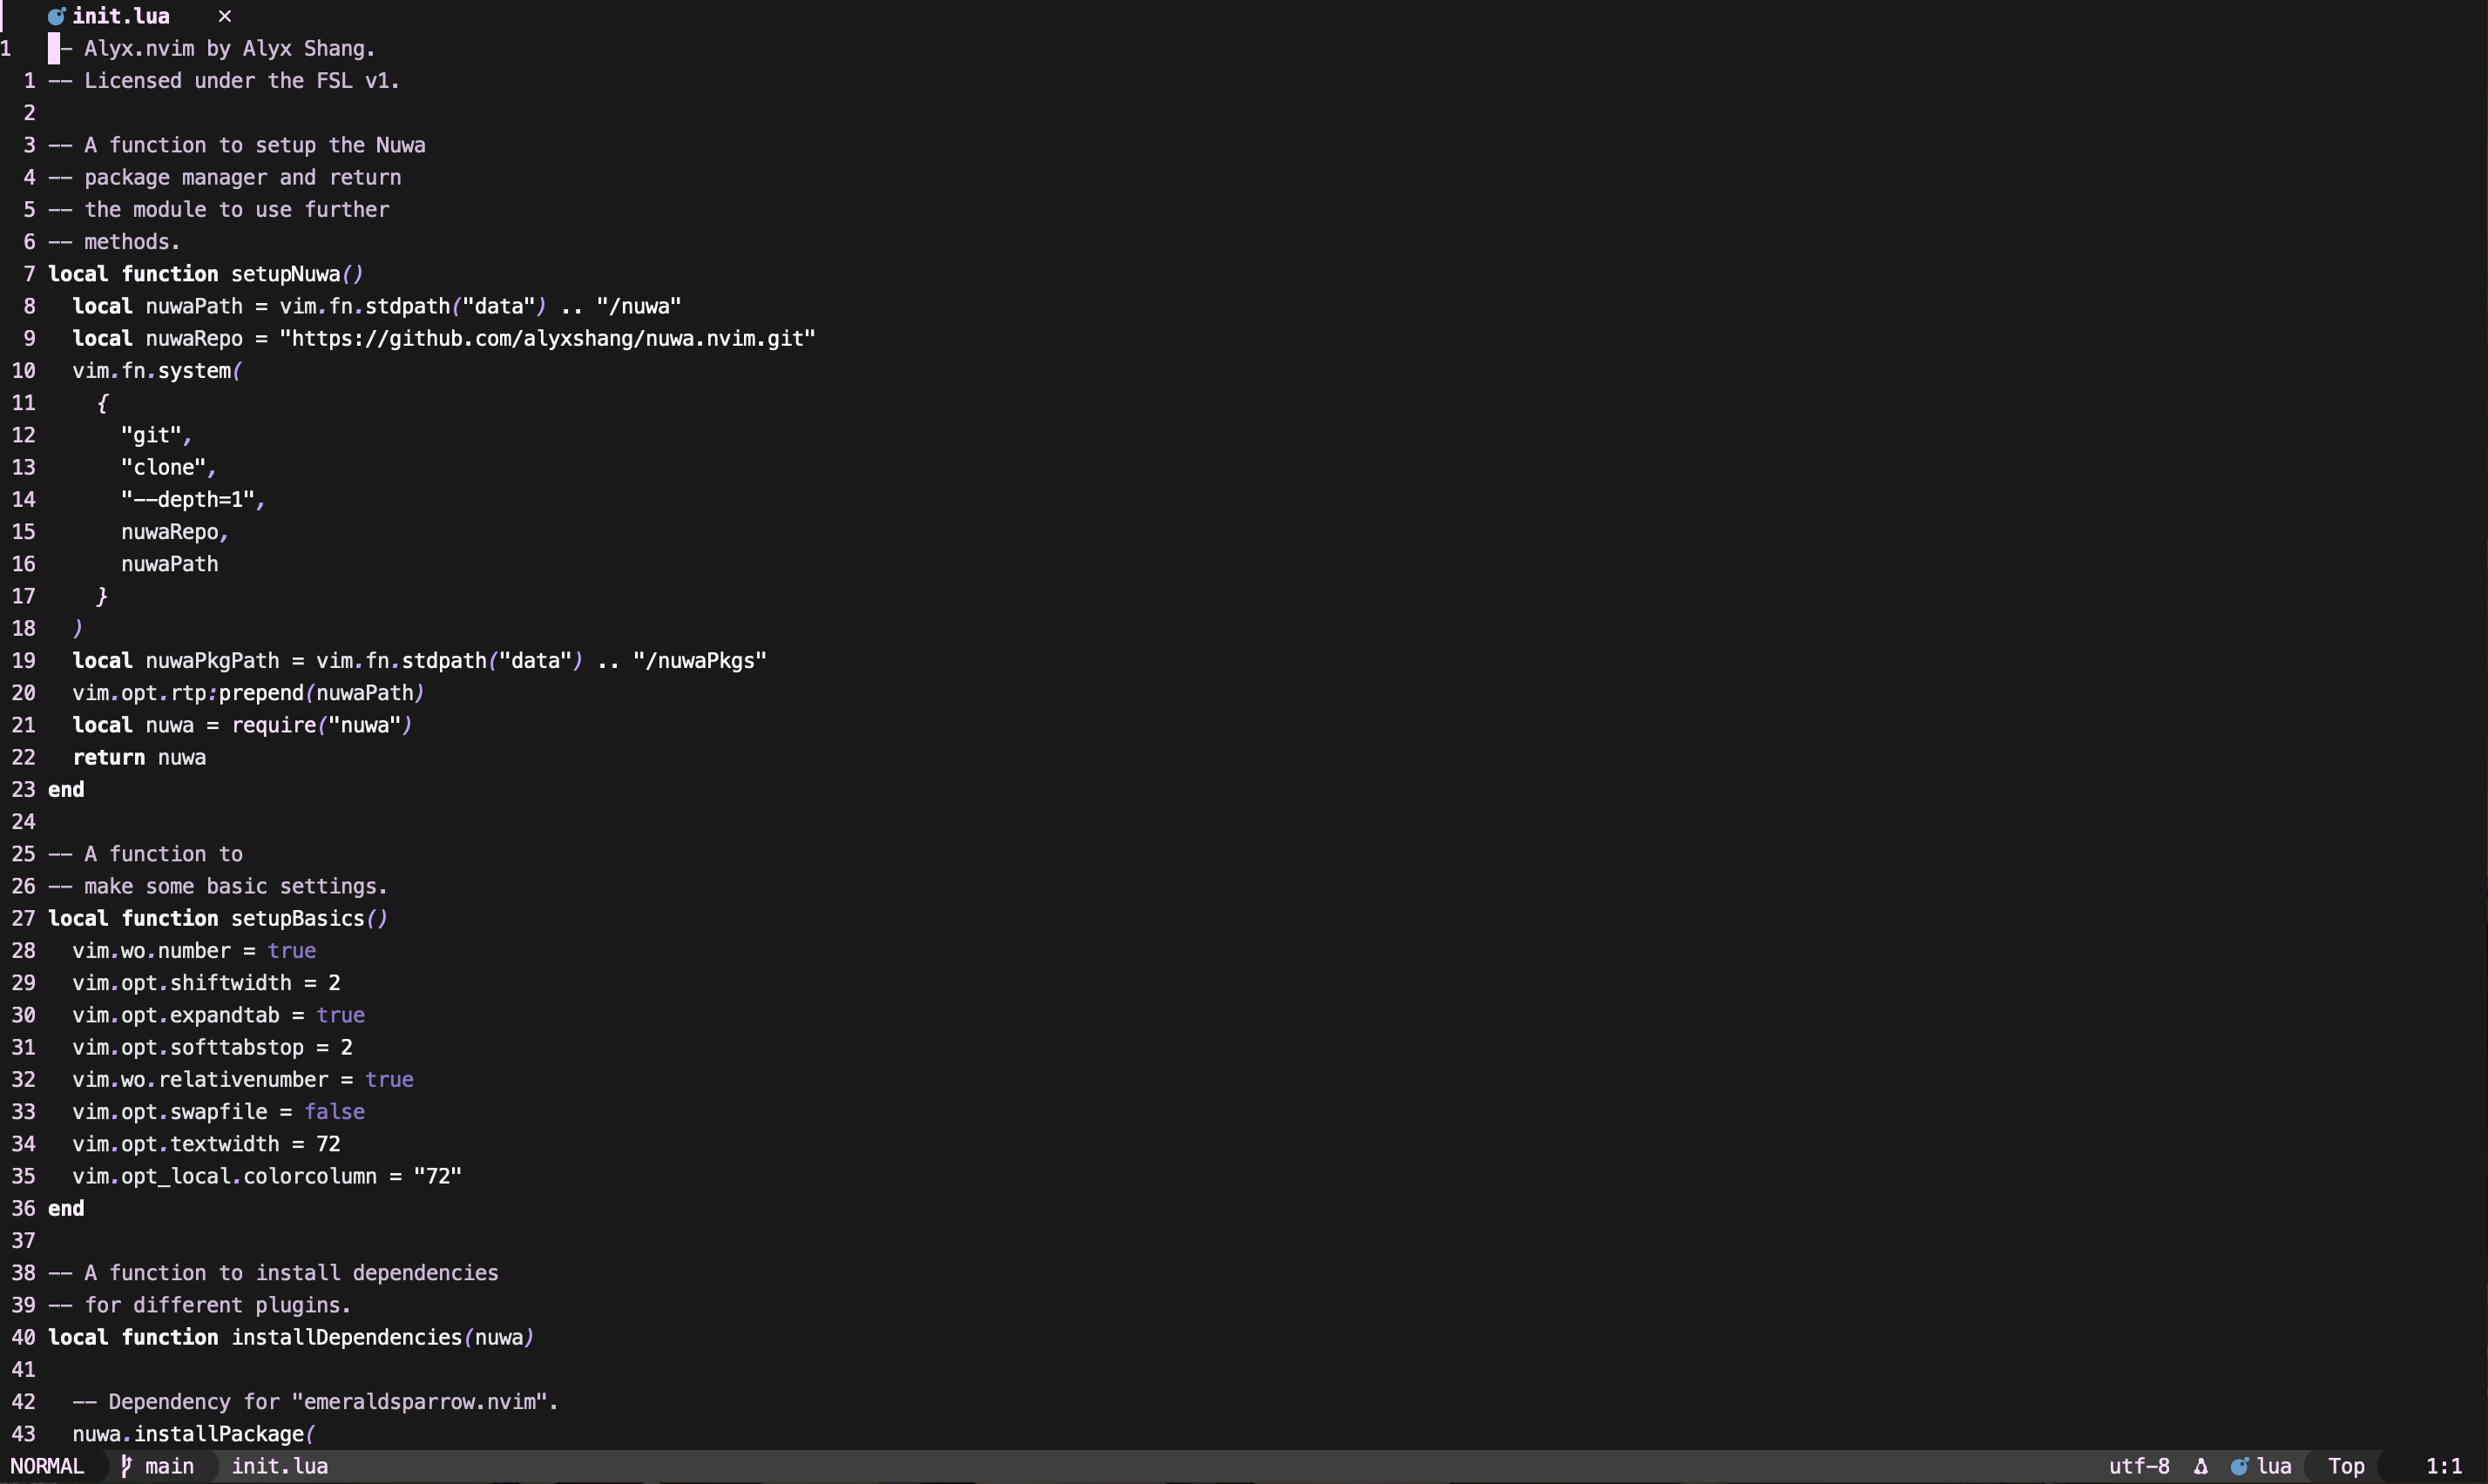 init.lua ×
1 -- Alyx.nvim by Alyx Shang.
1 -- Licensed under the FSL v1.
2
3 -- A function to setup the Nuwa
4 -- package manager and return
5 -- the module to use further
6 -- methods.
7 local function setupNuwa()
8   local nuwaPath = vim.fn.stdpath("data") .. "/nuwa"
9   local nuwaRepo = "https://github.com/alyxshang/nuwa.nvim.git"
10   vim.fn.system(
11     {
12       "git",
13       "clone",
14       "--depth=1",
15       nuwaRepo,
16       nuwaPath
17     }
18   )
19   local nuwaPkgPath = vim.fn.stdpath("data") .. "/nuwaPkgs"
20   vim.opt.rtp:prepend(nuwaPath)
21   local nuwa = require("nuwa")
22   return nuwa
23 end
24
25 -- A function to
26 -- make some basic settings.
27 local function setupBasics()
28   vim.wo.number = true
29   vim.opt.shiftwidth = 2
30   vim.opt.expandtab = true
31   vim.opt.softtabstop = 2
32   vim.wo.relativenumber = true
33   vim.opt.swapfile = false
34   vim.opt.textwidth = 72
35   vim.opt_local.colorcolumn = "72"
36 end
37
38 -- A function to install dependencies
39 -- for different plugins.
40 local function installDependencies(nuwa)
41
42   -- Dependency for "emeraldsparrow.nvim".
43   nuwa.installPackage(
NORMAL main init.lua utf-8 lua Top 1:1